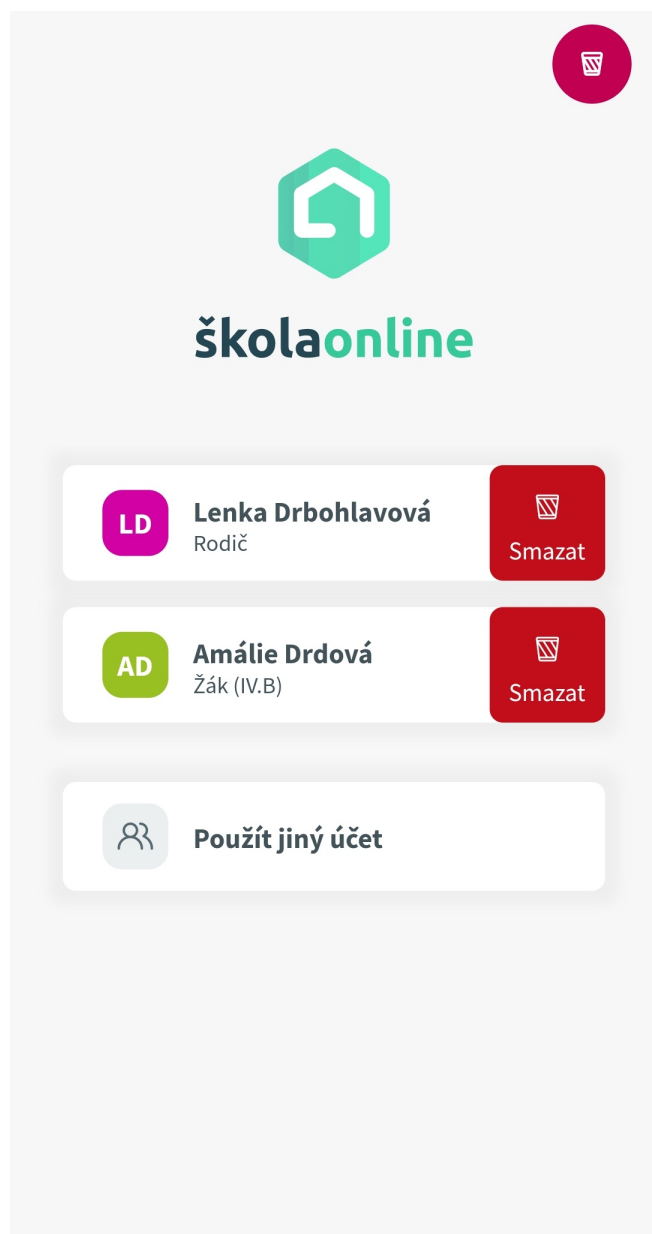 školaonline
LD
Lenka Drbohlavová
Rodič
Smazat
AD
Amálie Drdová
Žák (IV.B)
Smazat
Použít jiný účet